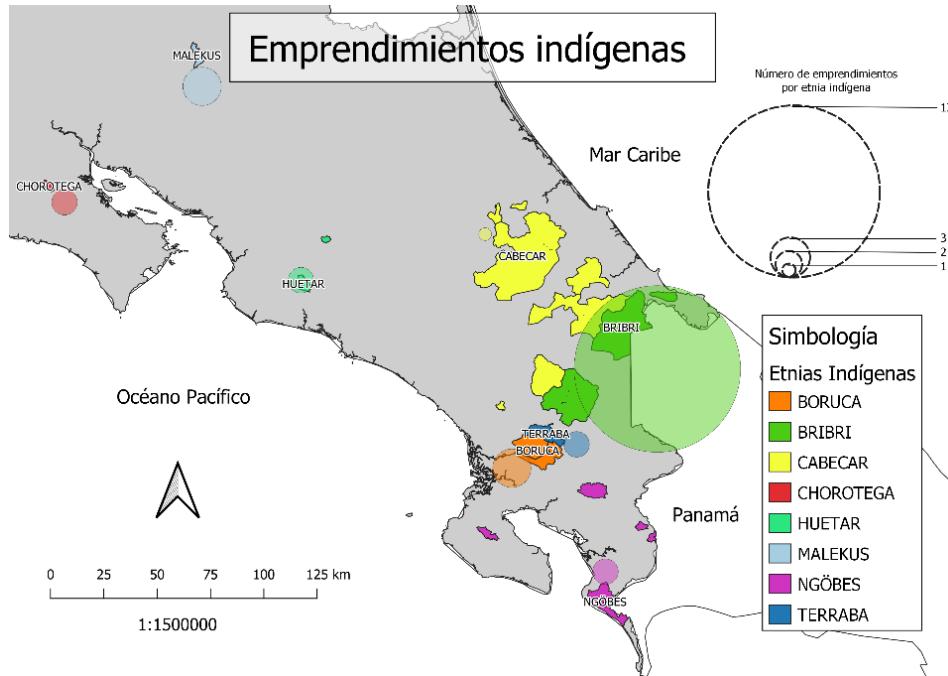 Emprendimientos indígenas
MALEKUS
Número de emprendimientos
por etnia indígena
3
2
1
Mar Caribe
CHOROTEGA
CABECAR
HUETAR
BRIBRI
Océano Pacífico
TERRABA
BORUCA
Panamá
NGÖBES
0 25 50 75 100 125 km
1:1500000
Simbología
Etnias Indígenas
BORUCA
BRIBRI
CABECAR
CHOROTEGA
HUETAR
MALEKUS
NGÖBES
TERRABA